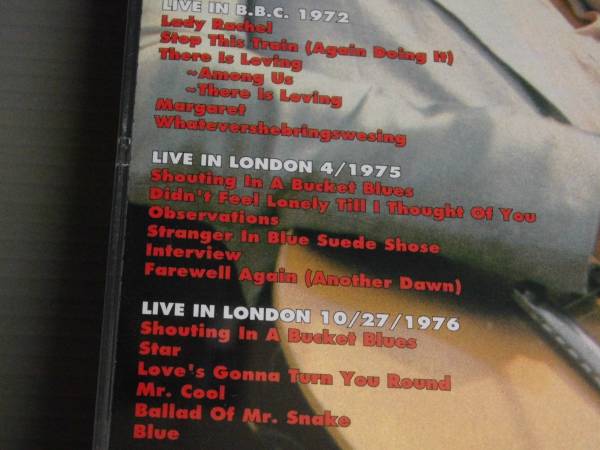 LIVE IN B.B.C. 1972
Lady Rachel
Stop This Train (Again Doing It)
There Is Loving
~Among Us
~There Is Loving
Margaret
Whatevershebringswesing
LIVE IN LONDON 4/1975
Shouting In A Bucket Blues
Didn't Feel Lonely Till I Thought Of You
Observations
Stranger In Blue Suede Shose
Interview
Farewell Again (Another Dawn)
LIVE IN LONDON 10/27/1976
Shouting In A Bucket Blues
Star
Love's Gonna Turn You Round
Mr. Cool
Ballad Of Mr. Snake
Blue